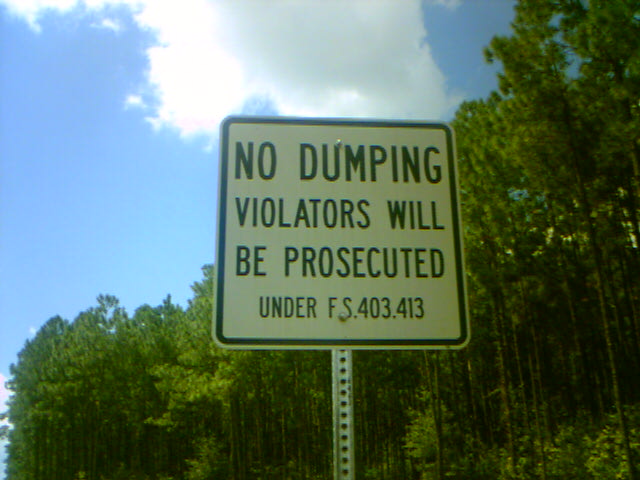 NO DUMPING
VIOLATORS WILL
BE PROSECUTED
UNDER F.S.403.413